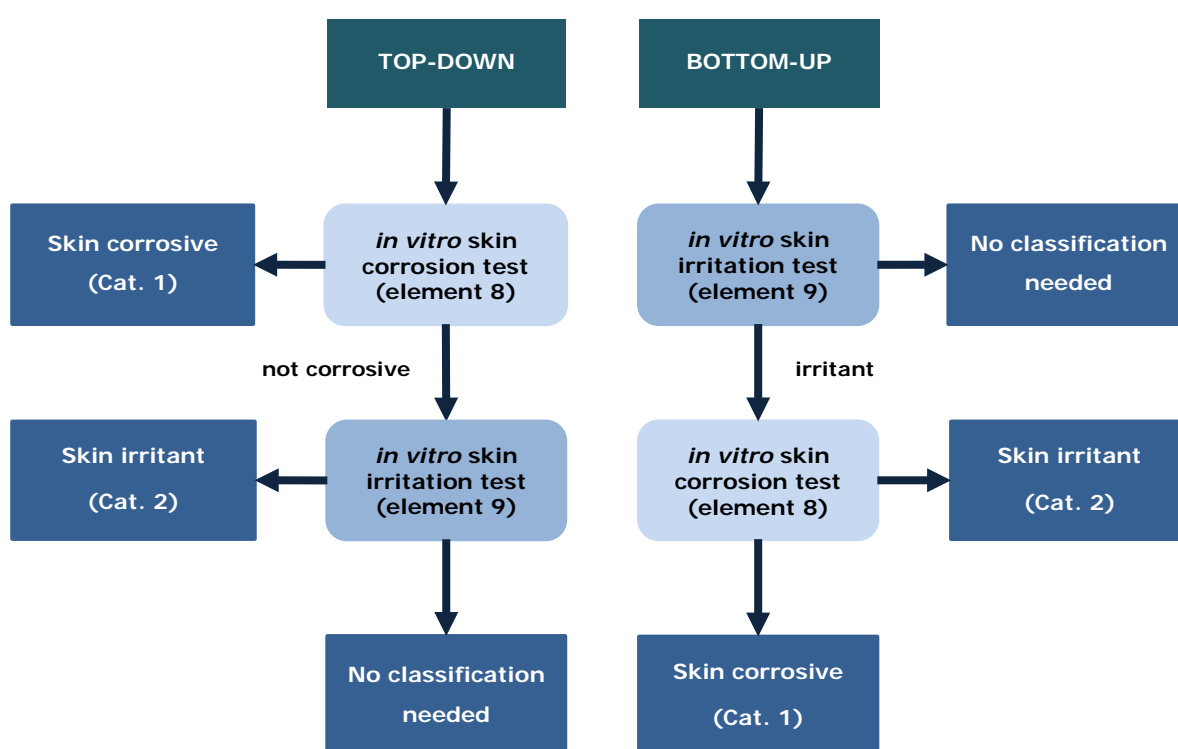 TOP-DOWN
BOTTOM-UP
Skin corrosive
(Cat. 1)
in vitro skin
corrosion test
(element 8)
in vitro skin
irritation test
(element 9)
No classification
needed
not corrosive
irritant
Skin irritant
(Cat. 2)
in vitro skin
irritation test
(element 9)
in vitro skin
corrosion test
(element 8)
Skin irritant
(Cat. 2)
No classification
needed
Skin corrosive
(Cat. 1)